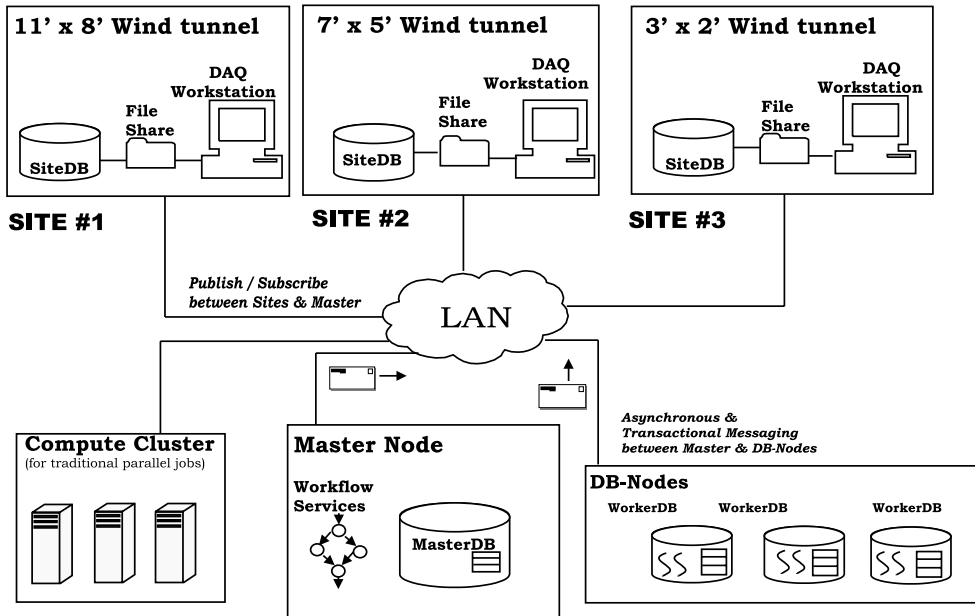 11’ x 8’ Wind tunnel
DAQ
Workstation
File
Share
SiteDB
SITE #1
7’ x 5’ Wind tunnel
DAQ
Workstation
File
Share
SiteDB
SITE #2
3’ x 2’ Wind tunnel
DAQ
Workstation
File
Share
SiteDB
SITE #3
Publish / Subscribe
between Sites & Master
LAN
Asynchronous &
Transactional Messaging
between Master & DB-Nodes
Compute Cluster
(for traditional parallel jobs)
Master Node
Workflow
Services
MasterDB
DB-Nodes
WorkerDB
WorkerDB
WorkerDB